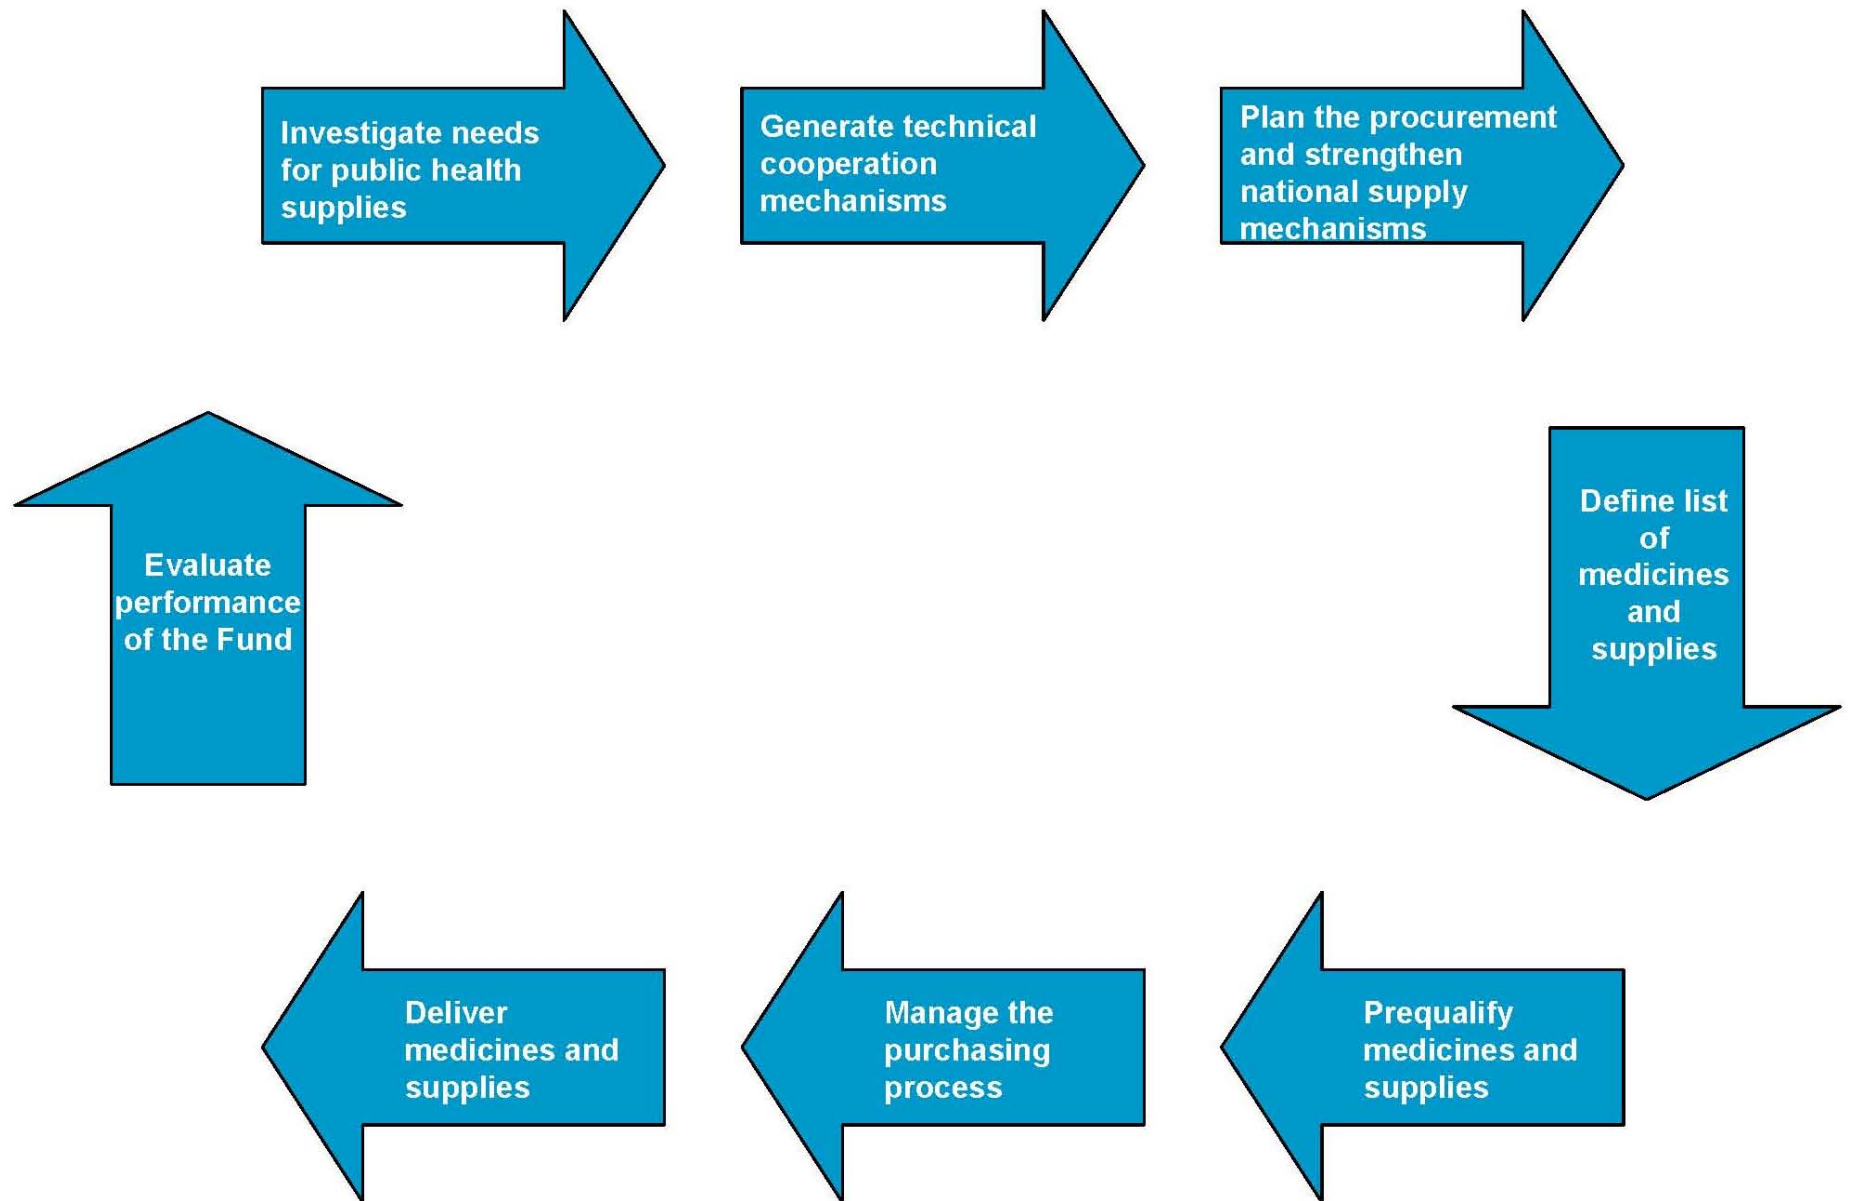 Investigate needs
for public health
supplies
Generate technical
cooperation
mechanisms
Plan the procurement
and strengthen
national supply
mechanisms
Define list
of
medicines
and
supplies
Prequalify
medicines and
supplies
Manage the
purchasing
process
Deliver
medicines and
supplies
Evaluate
performance
of the Fund